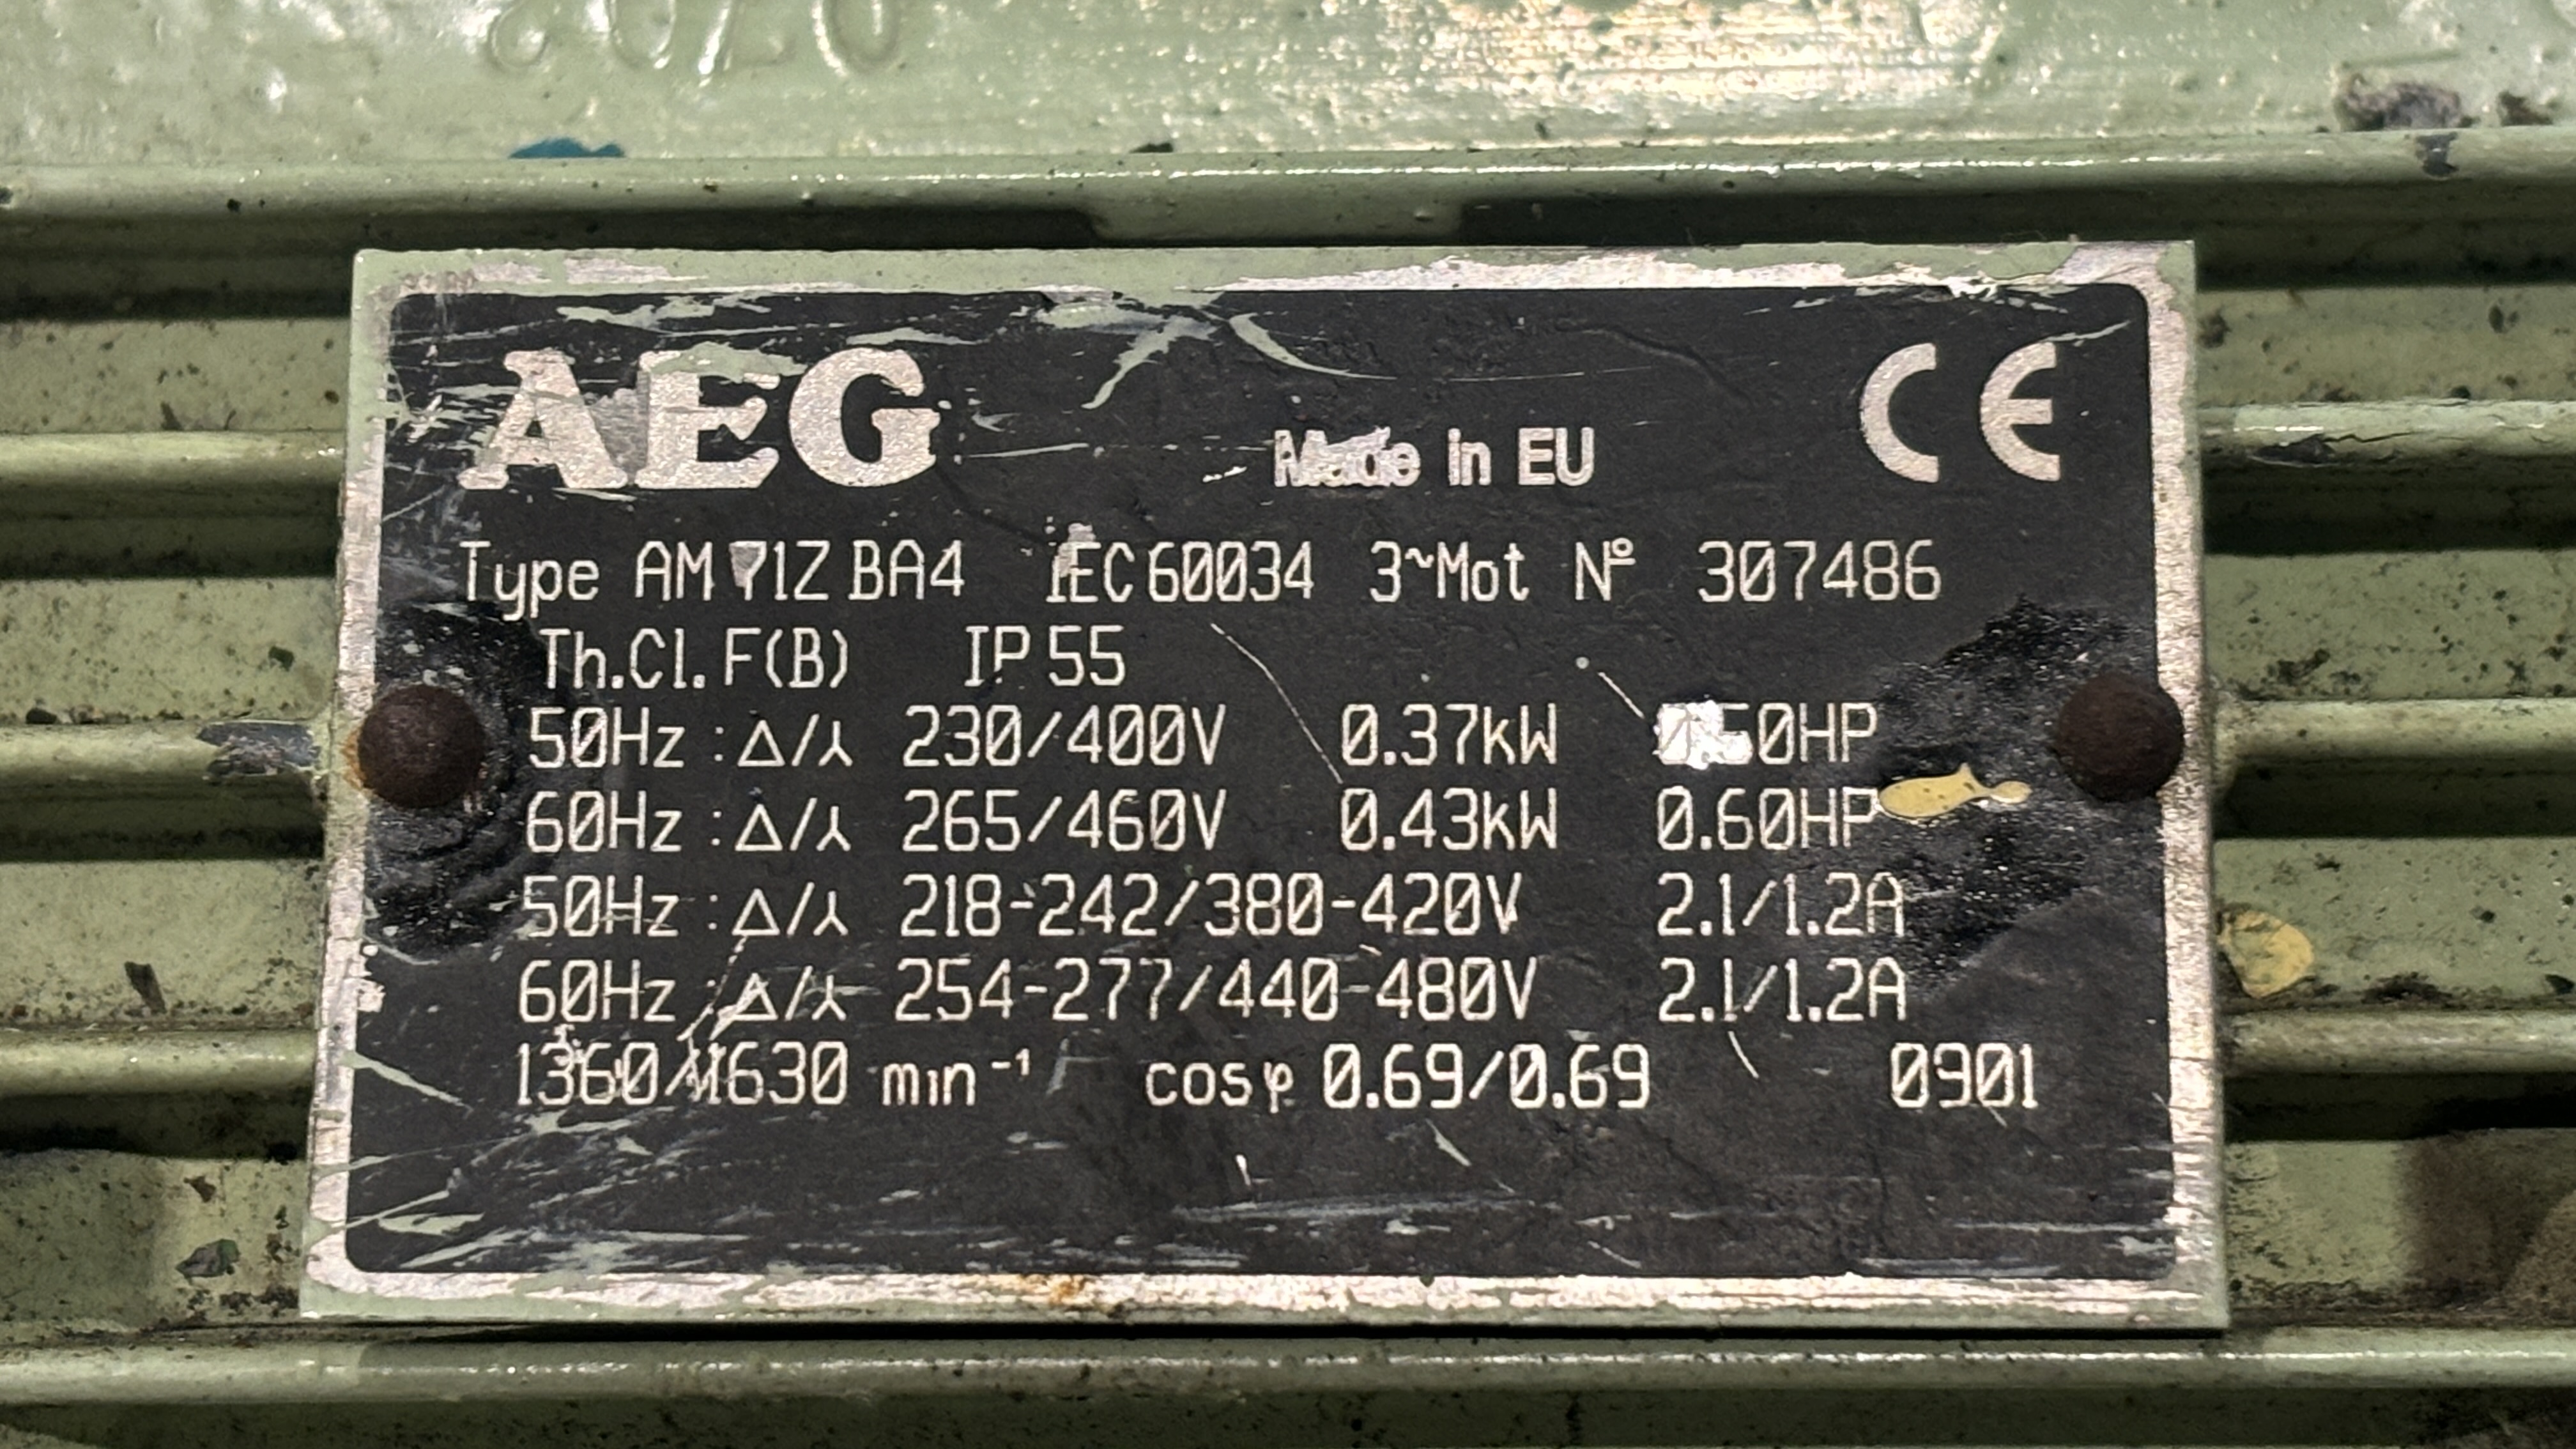 AEG
Made in EU
CE
Type AM 71Z BA4 IEC 60034 3~Mot Nº 307486
Th.Cl. F(B) IP 55
50Hz : Δ/⅄ 230/400V 0.37kW 0.50HP
60Hz : Δ/⅄ 265/460V 0.43kW 0.60HP
50Hz : Δ/⅄ 218-242/380-420V 2.1/1.2A
60Hz : Δ/⅄ 254-277/440-480V 2.1/1.2A
1360/1630 min⁻¹ cosφ 0.69/0.69 0901